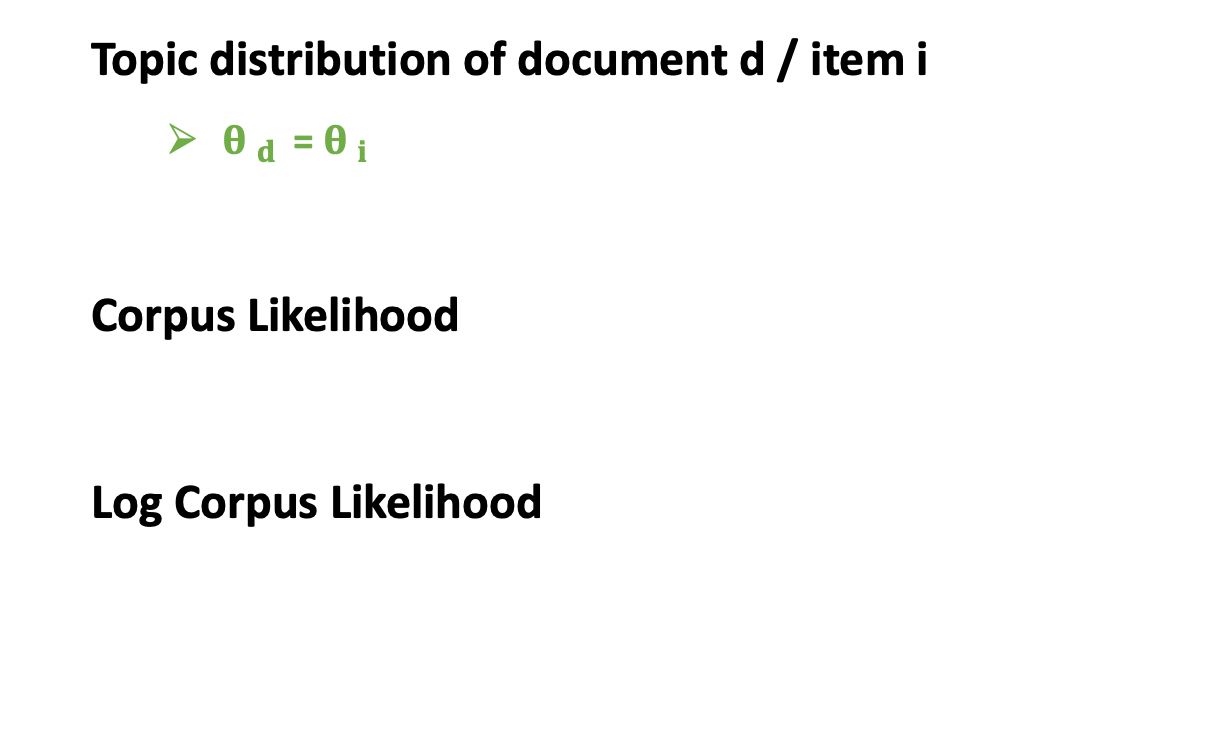 Topic distribution of document d / item i
➢ θ d = θ i
Corpus Likelihood
Log Corpus Likelihood